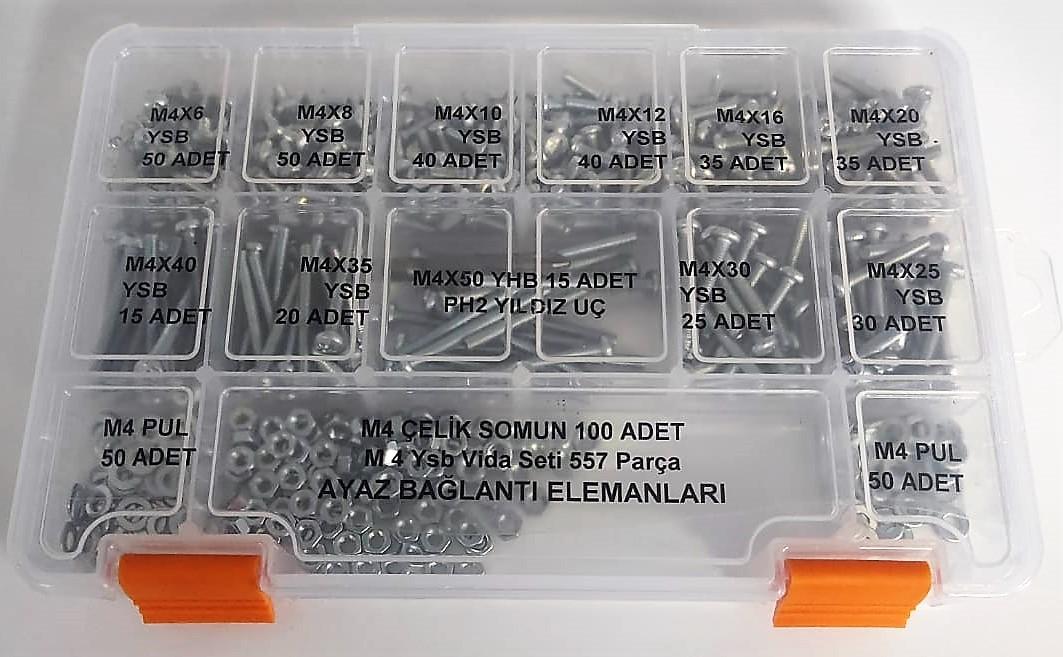 M4X6
YSB
50 ADET
M4X8
YSB
50 ADET
M4X10
YSB
40 ADET
M4X12
YSB
40 ADET
M4X16
YSB
35 ADET
M4X20
YSB
35 ADET
M4X40
YSB
15 ADET
M4X35
YSB
20 ADET
M4X50 YHB 15 ADET
PH2 YILDIZ UÇ
M4X30
YSB
25 ADET
M4X25
YSB
30 ADET
M4 PUL
50 ADET
M4 ÇELİK SOMUN 100 ADET
M 4 Ysb Vida Seti 557 Parça
AYAZ BAĞLANTI ELEMANLARI
M4 PUL
50 ADET